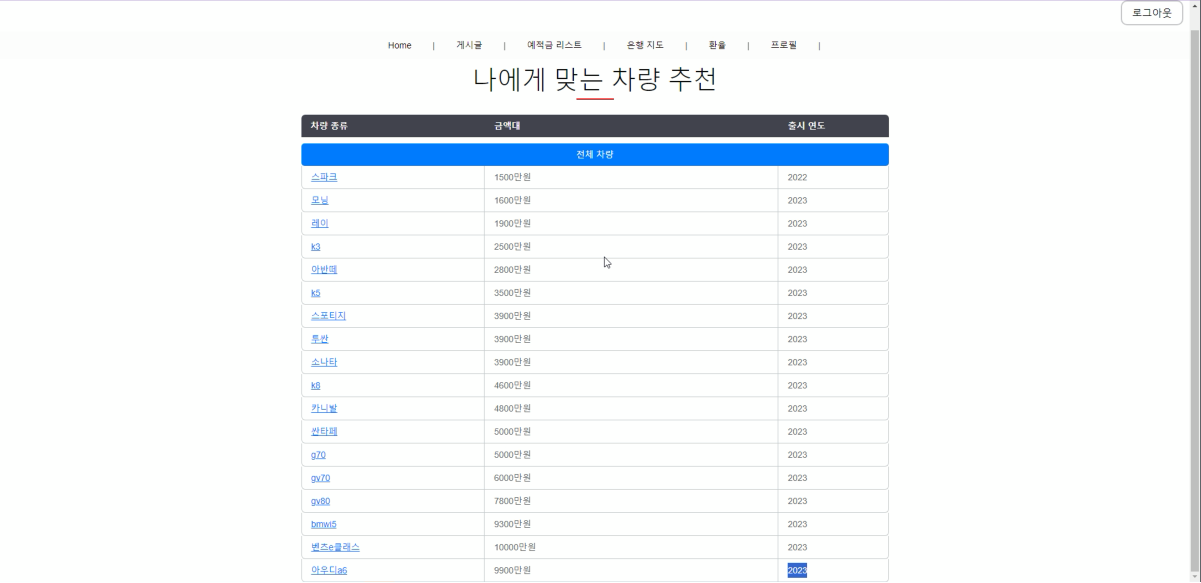 로그아웃
Home | 게시글 | 예적금 리스트 | 은행 지도 | 환율 | 프로필 |
나에게 맞는 차량 추천
차량 종류 금액대 출시 연도
전체 차량
스파크 1500만원 2022
모닝 1600만원 2023
레이 1900만원 2023
k3 2500만원 2023
아반떼 2800만원 2023
k5 3500만원 2023
스포티지 3900만원 2023
투싼 3900만원 2023
소나타 3900만원 2023
k8 4600만원 2023
카니발 4800만원 2023
싼타페 5000만원 2023
g70 5000만원 2023
gv70 6000만원 2023
gv80 7800만원 2023
bmwi5 9300만원 2023
벤츠e클래스 10000만원 2023
아우디a6 9900만원 2023